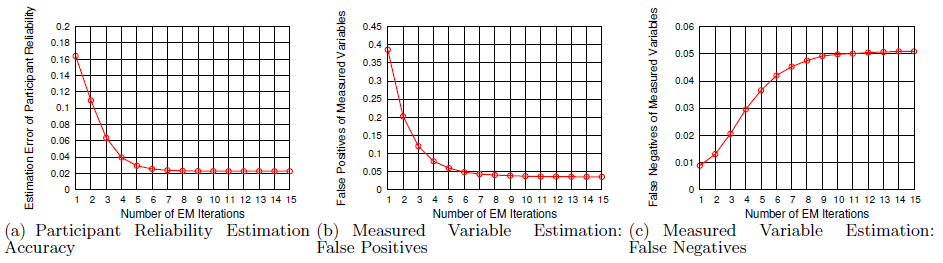 Estimation Error of Participant Reliability
0.2
0.18
0.16
0.14
0.12
0.1
0.08
0.06
0.04
0.02
0
1 2 3 4 5 6 7 8 9 10 11 12 13 14 15
Number of EM Iterations
(a) Participant Reliability Estimation
Accuracy
False Positives of Measured Variables
0.45
0.4
0.35
0.3
0.25
0.2
0.15
0.1
0.05
0
1 2 3 4 5 6 7 8 9 10 11 12 13 14 15
Number of EM Iterations
(b) Measured Variable Estimation:
False Positives
False Negatives of Measured Variables
0.06
0.05
0.04
0.03
0.02
0.01
0
1 2 3 4 5 6 7 8 9 10 11 12 13 14 15
Number of EM Iterations
(c) Measured Variable Estimation:
False Negatives